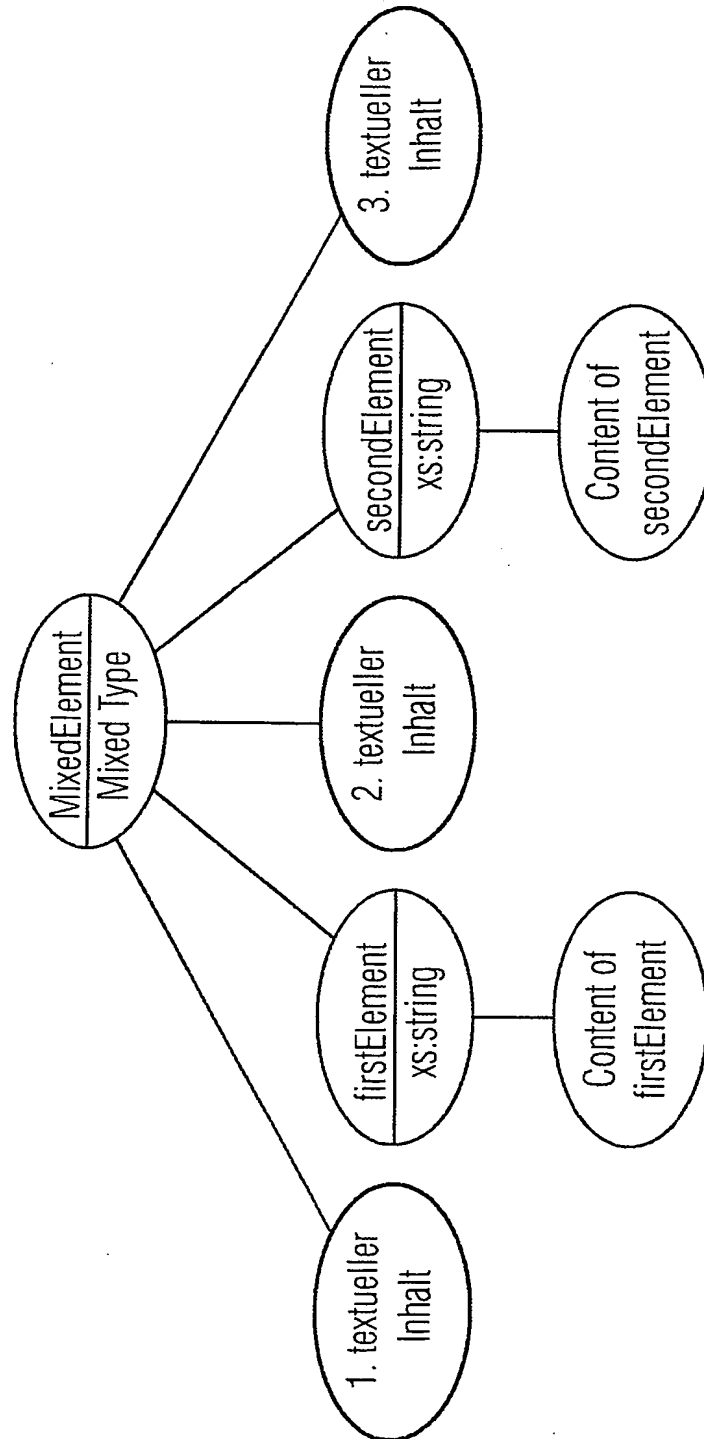 MixedElement
Mixed Type
1. textueller
Inhalt
firstElement
xs:string
2. textueller
Inhalt
secondElement
xs:string
3. textueller
Inhalt
Content of
firstElement
Content of
secondElement